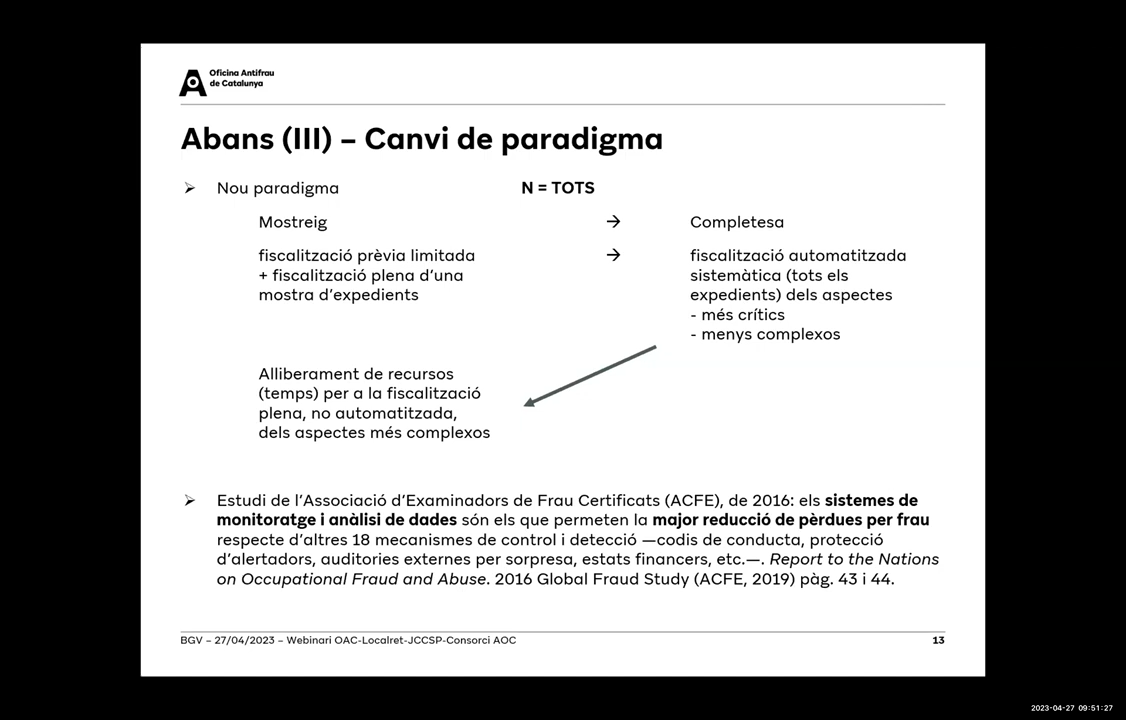 Oficina Antifrau
de Catalunya
Abans (III) – Canvi de paradigma
➢ Nou paradigma N = TOTS
Mostreig → Completesa
fiscalització prèvia limitada → fiscalització automatitzada
+ fiscalització plena d'una sistemàtica (tots els
mostra d'expedients expedients) dels aspectes
- més crítics
- menys complexos
Alliberament de recursos
(temps) per a la fiscalització
plena, no automatitzada,
dels aspectes més complexos
➢ Estudi de l'Associació d'Examinadors de Frau Certificats (ACFE), de 2016: els sistemes de
monitoratge i anàlisi de dades són els que permeten la major reducció de pèrdues per frau
respecte d'altres 18 mecanismes de control i detecció —codis de conducta, protecció
d'alertadors, auditories externes per sorpresa, estats financers, etc.—. Report to the Nations
on Occupational Fraud and Abuse. 2016 Global Fraud Study (ACFE, 2019) pàg. 43 i 44.
BGV – 27/04/2023 – Webinari OAC-Localret-JCCSP-Consorci AOC 13
2023-04-27 09:51:27